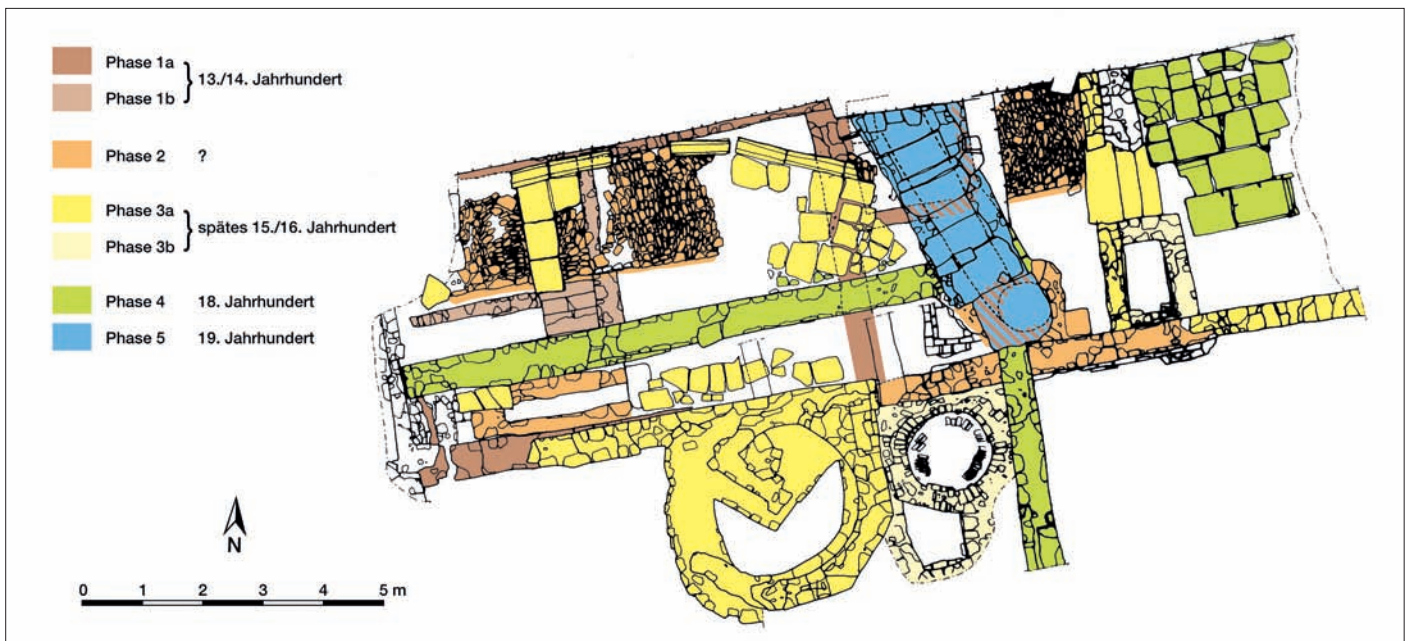 Phase 1a
Phase 1b
13./14. Jahrhundert
Phase 2 ?
Phase 3a
Phase 3b
spätes 15./16. Jahrhundert
Phase 4 18. Jahrhundert
Phase 5 19. Jahrhundert
N
0 1 2 3 4 5 m